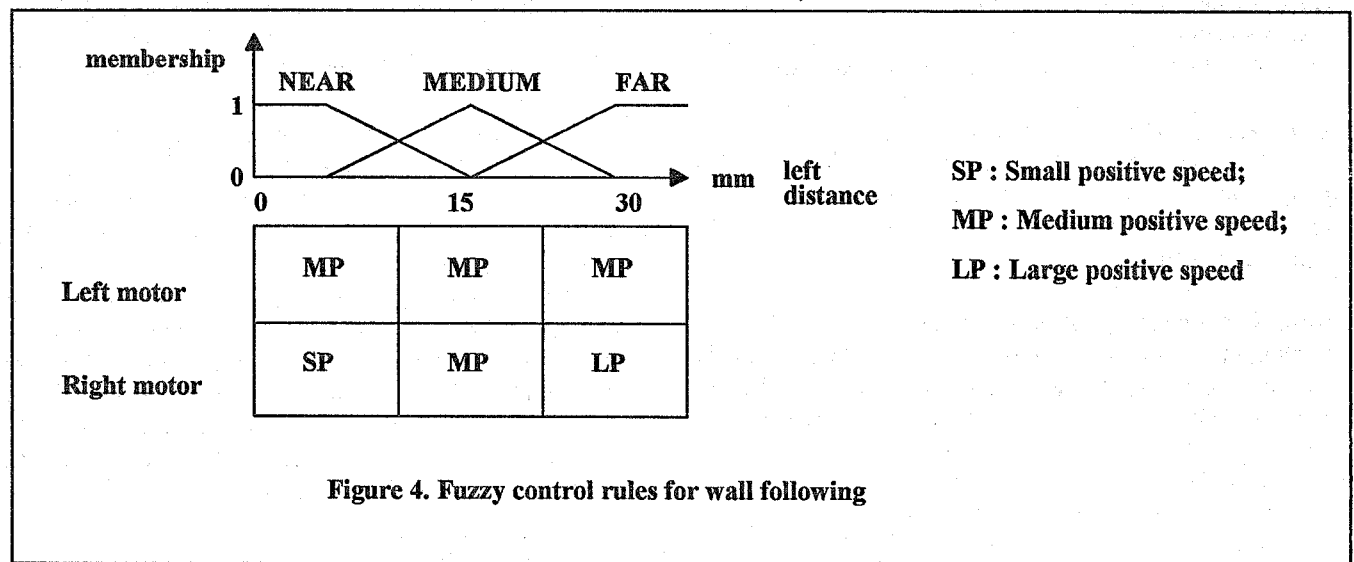 membership
NEAR MEDIUM FAR
1
0
0 15 30
mm left distance
SP : Small positive speed;
MP : Medium positive speed;
LP : Large positive speed
Left motor MP MP MP
Right motor SP MP LP
Figure 4. Fuzzy control rules for wall following